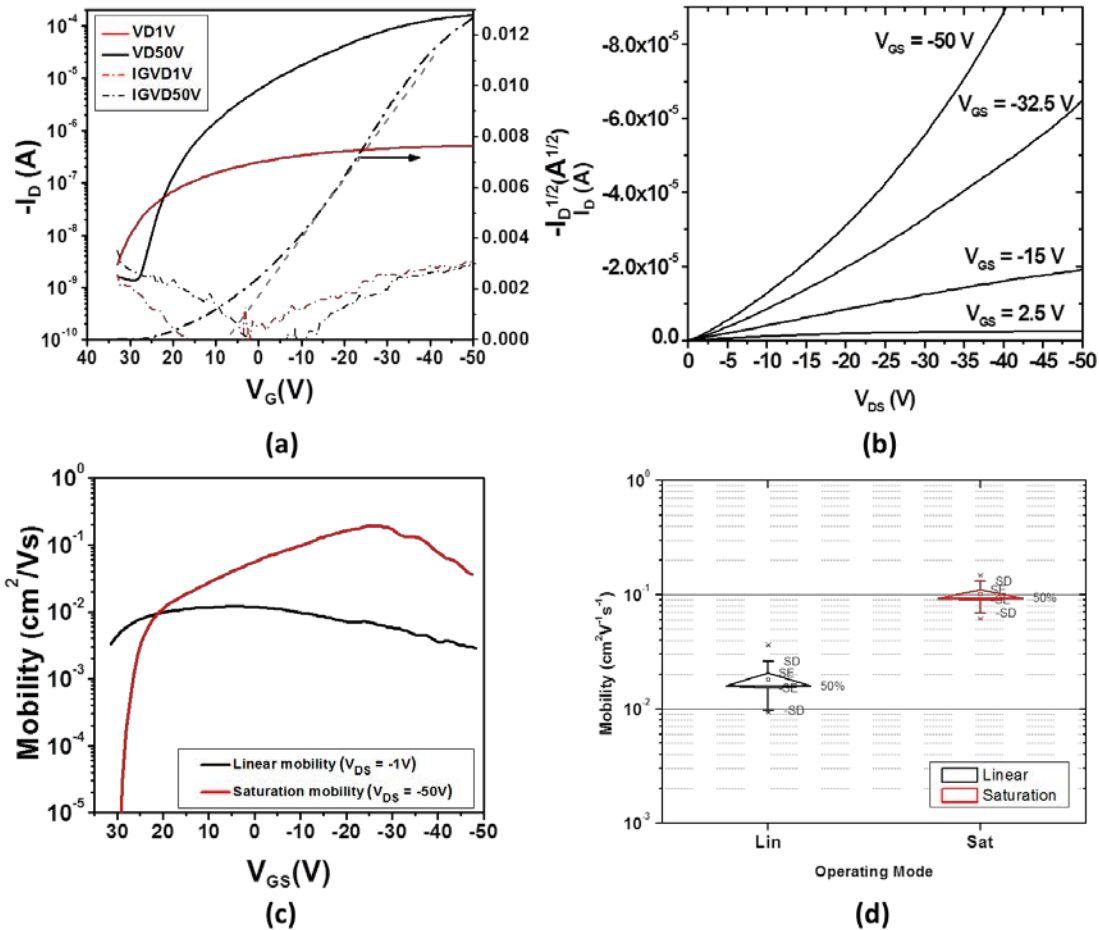 VD1V
VD50V
IGVD1V
IGVD50V
10⁻⁴
10⁻⁵
10⁻⁶
10⁻⁷
10⁻⁸
10⁻⁹
10⁻¹⁰
-I_D (A)
0.012
0.010
0.008
0.006
0.004
0.002
0.000
-I_D^1/2(A^1/2)
40 30 20 10 0 -10 -20 -30 -40 -50
V_G(V)
(a)
-8.0x10⁻⁵
-6.0x10⁻⁵
-4.0x10⁻⁵
-2.0x10⁻⁵
0.0
I_D (A)
V_GS = -50 V
V_GS = -32.5 V
V_GS = -15 V
V_GS = 2.5 V
0 -5 -10 -15 -20 -25 -30 -35 -40 -45 -50
V_DS (V)
(b)
10⁰
10⁻¹
10⁻²
10⁻³
10⁻⁴
10⁻⁵
Mobility (cm²/Vs)
Linear mobility (V_DS = -1V)
Saturation mobility (V_DS = -50V)
30 20 10 0 -10 -20 -30 -40 -50
V_GS(V)
(c)
10⁰
10⁻¹
10⁻²
10⁻³
Mobility (cm²V⁻¹s⁻¹)
SD
SE
-SE
50%
-SD
SD
SE
-SE
50%
-SD
Linear
Saturation
Lin Sat
Operating Mode
(d)